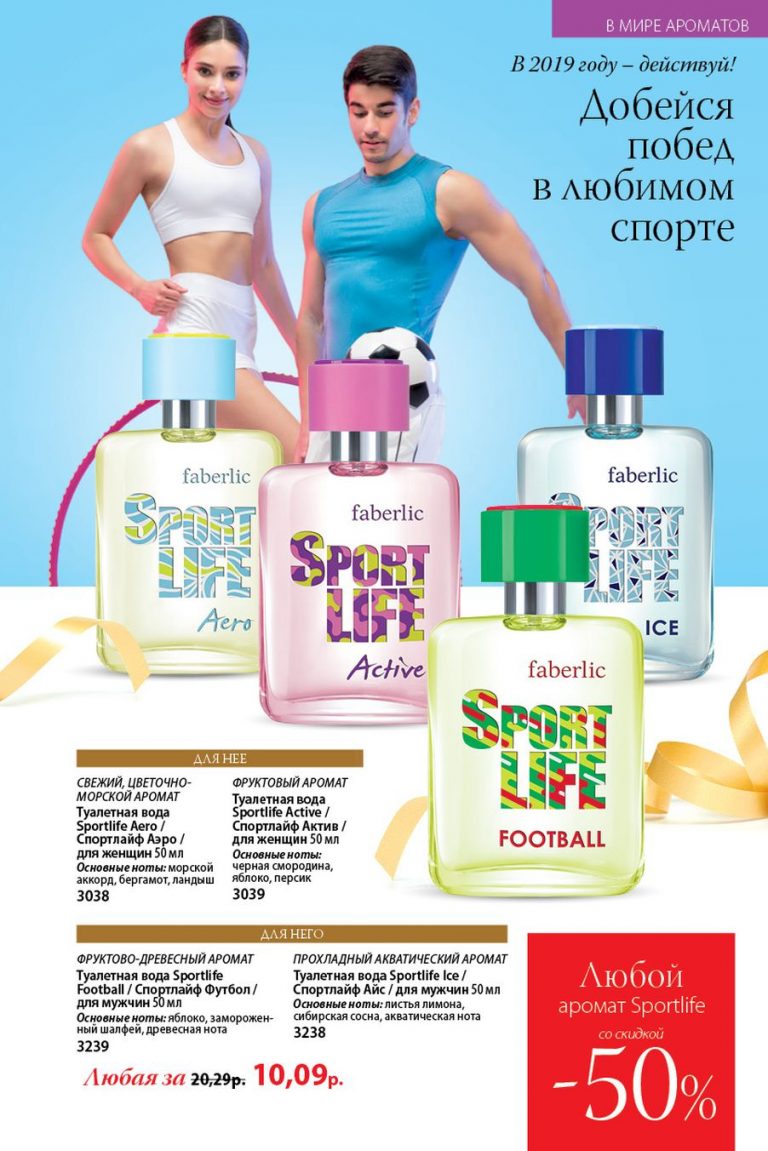 В МИРЕ АРОМАТОВ
В 2019 году – действуй!
Добейся
побед
в любимом
спорте
faberlic
SPORT
LIFE
Aero
faberlic
SPORT
LIFE
Active
faberlic
SPORT
LIFE
ICE
faberlic
SPORT
LIFE
FOOTBALL
ДЛЯ НЕЕ
СВЕЖИЙ, ЦВЕТОЧНО-
МОРСКОЙ АРОМАТ
Туалетная вода
Sportlife Aero /
Спортлайф Аэро /
для женщин 50 мл
Основные ноты: морской
аккорд, бергамот, ландыш
3038
ФРУКТОВЫЙ АРОМАТ
Туалетная вода
Sportlife Active /
Спортлайф Актив /
для женщин 50 мл
Основные ноты:
черная смородина,
яблоко, персик
3039
ДЛЯ НЕГО
ФРУКТОВО-ДРЕВЕСНЫЙ АРОМАТ
Туалетная вода Sportlife
Football / Спортлайф Футбол /
для мужчин 50 мл
Основные ноты: яблоко, заморожен-
ный шалфей, древесная нота
3239
ПРОХЛАДНЫЙ АКВАТИЧЕСКИЙ АРОМАТ
Туалетная вода Sportlife Ice /
Спортлайф Айс / для мужчин 50 мл
Основные ноты: листья лимона,
сибирская сосна, акватическая нота
3238
Любая за 20,29р. 10,09р.
Любой
аромат Sportlife
со скидкой
-50%